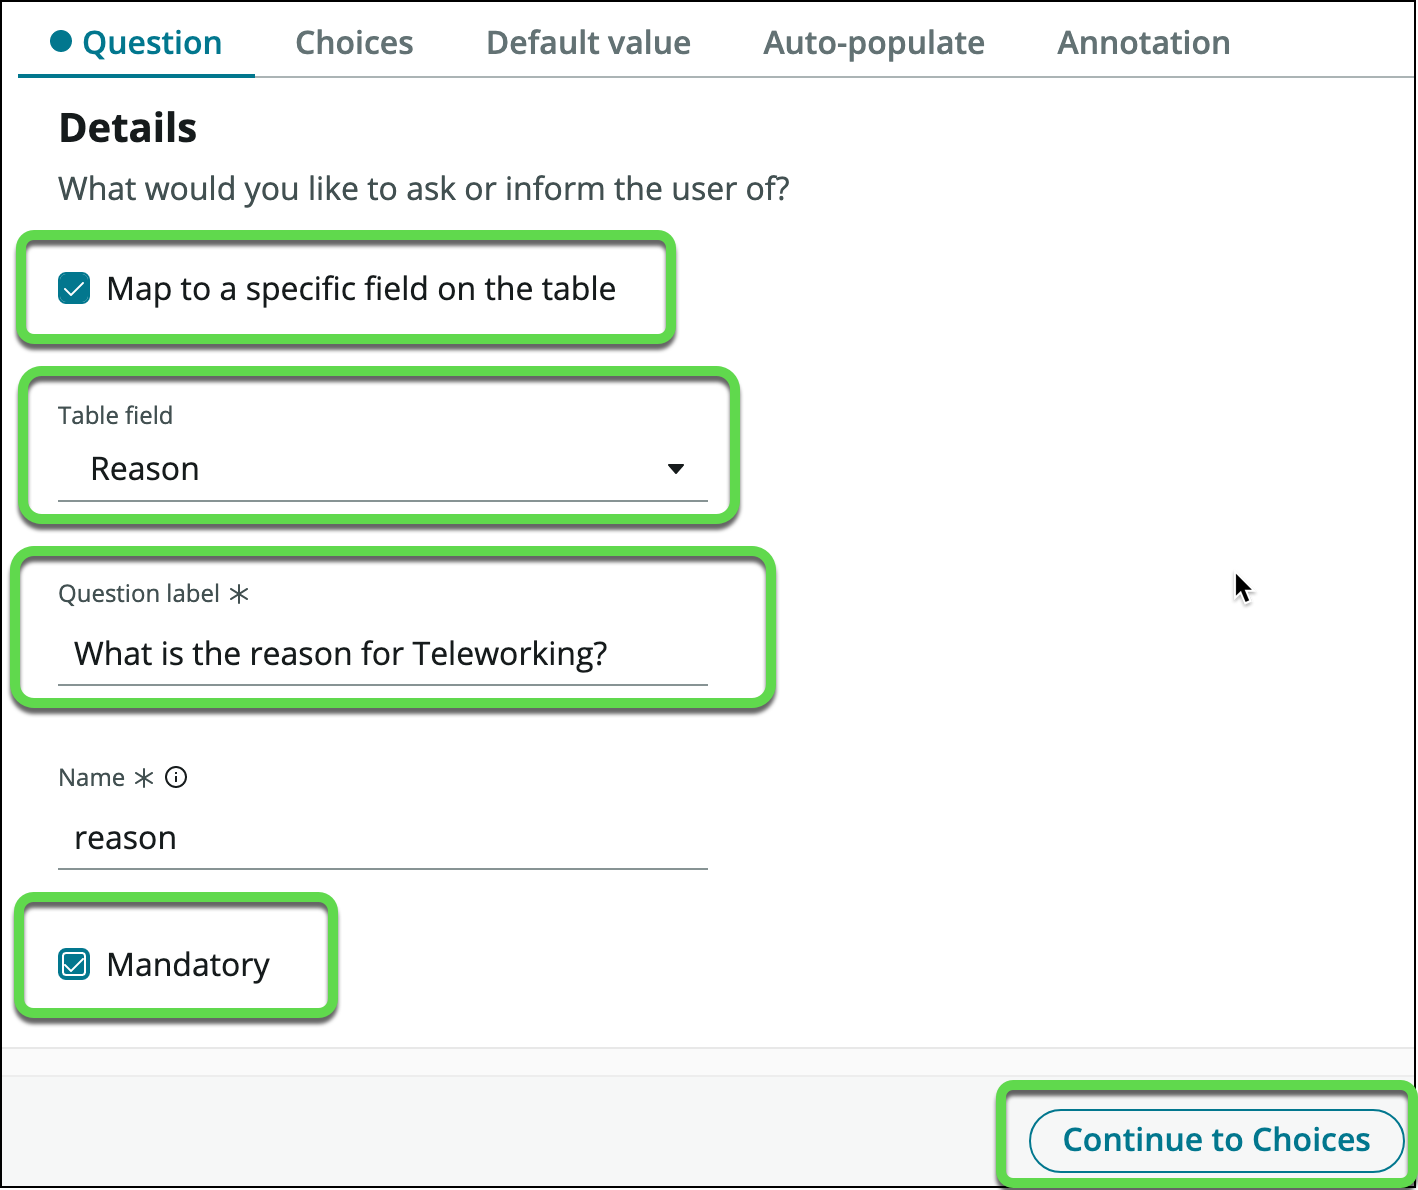 Question Choices Default value Auto-populate Annotation
Details
What would you like to ask or inform the user of?
Map to a specific field on the table
Table field
Reason
Question label *
What is the reason for Teleworking?
Name *
reason
Mandatory
Continue to Choices